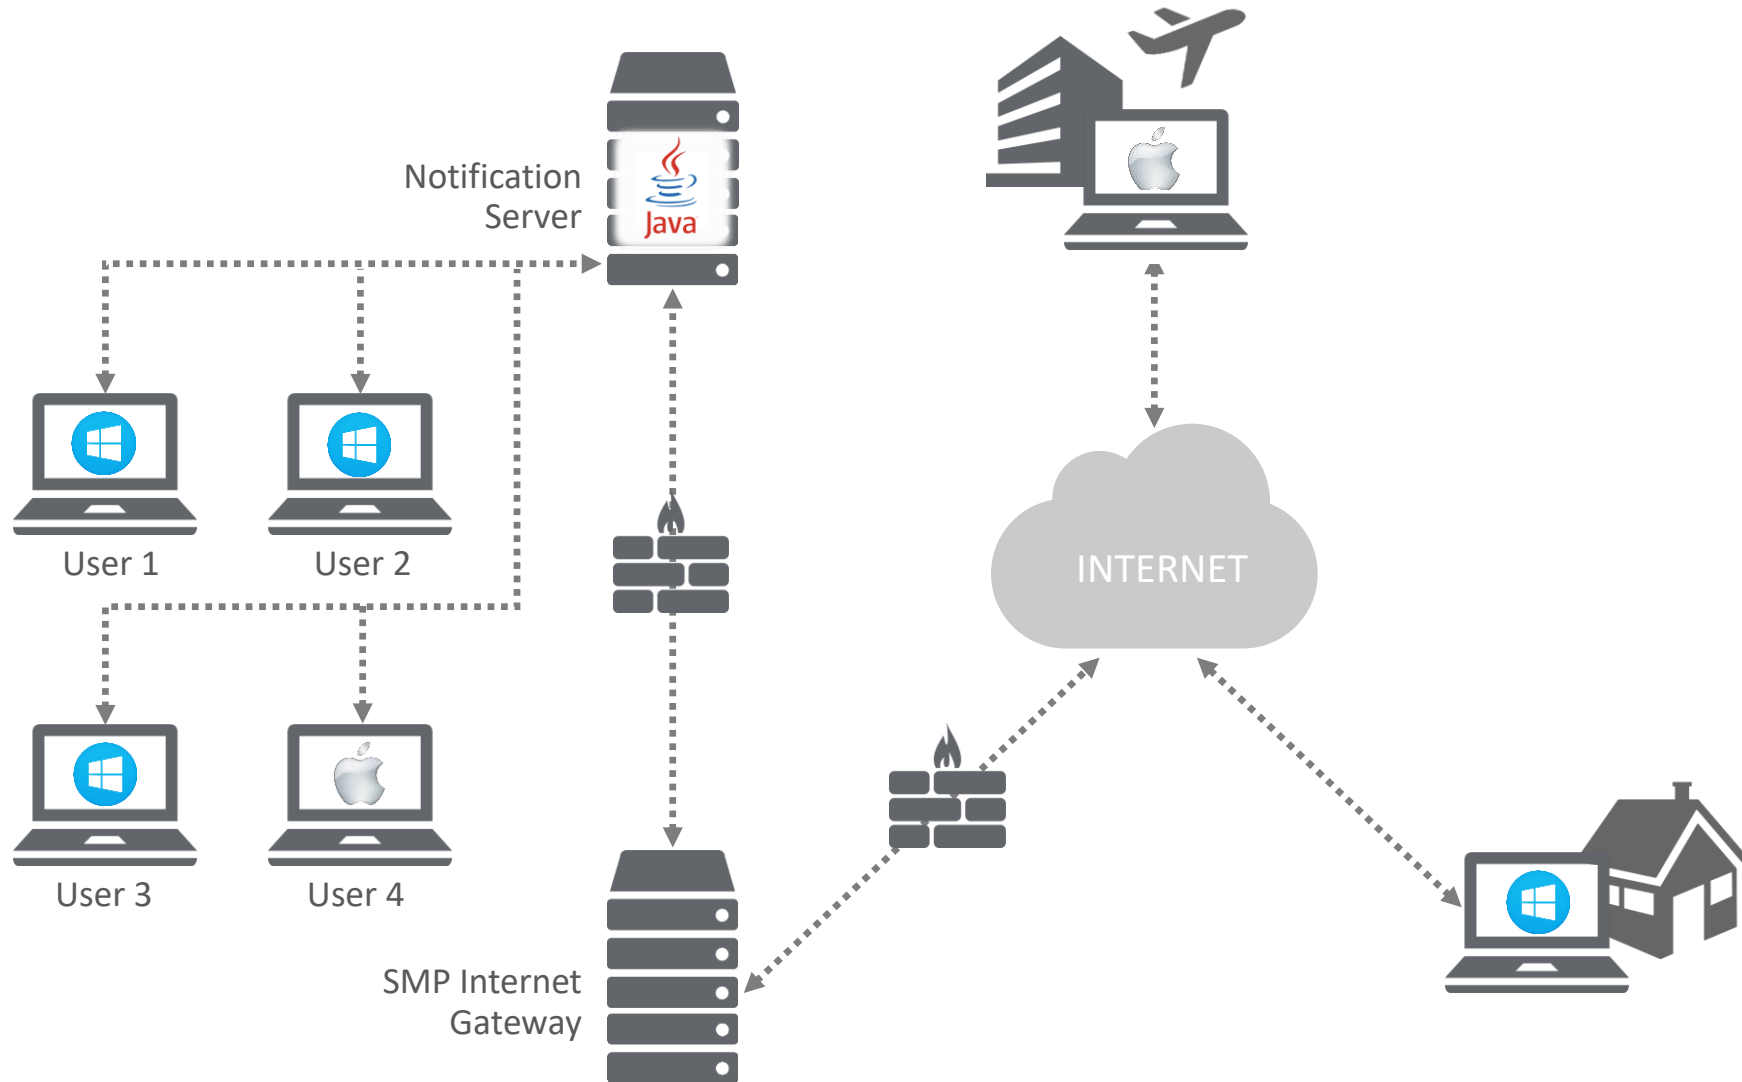 Notification
Server
Java
User 1
User 2
INTERNET
User 3
User 4
SMP Internet
Gateway